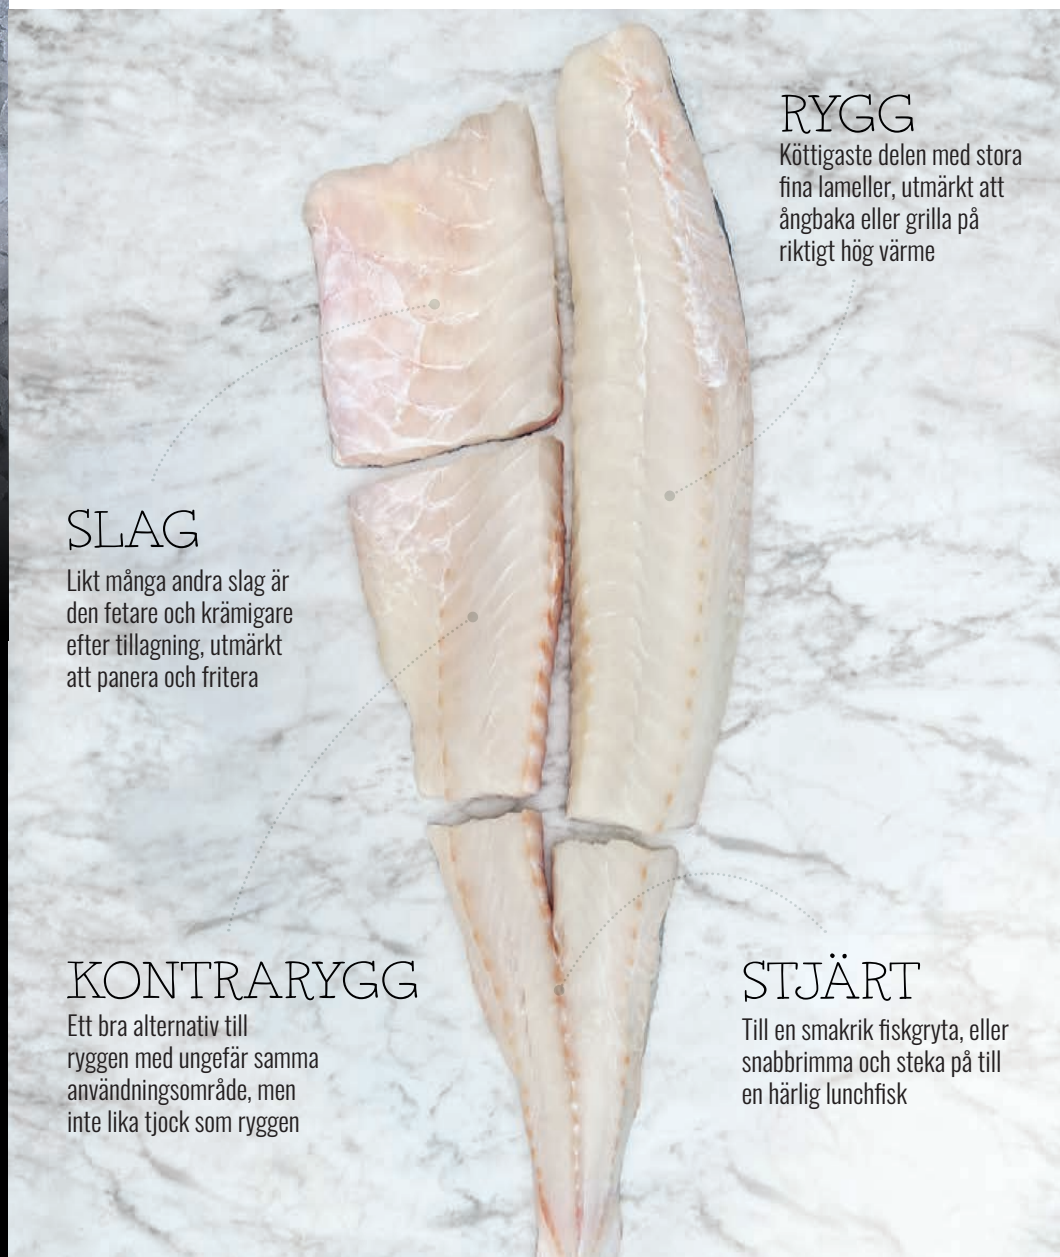 RYGG
Köttigaste delen med stora
fina lameller, utmärkt att
ångbaka eller grilla på
riktigt hög värme
SLAG
Likt många andra slag är
den fetare och krämigare
efter tillagning, utmärkt
att panera och fritera
KONTRARYGG
Ett bra alternativ till
ryggen med ungefär samma
användningsområde, men
inte lika tjock som ryggen
STJÄRT
Till en smakrik fiskgryta, eller
snabbrimma och steka på till
en härlig lunchfisk